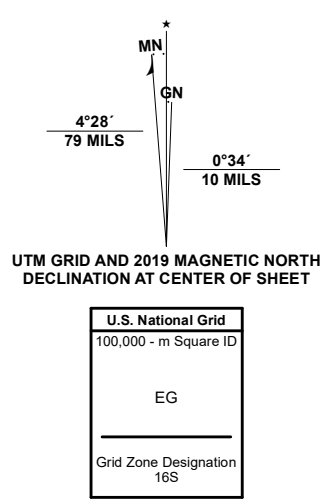 MN
GN
4°28´
79 MILS
0°34´
10 MILS
UTM GRID AND 2019 MAGNETIC NORTH
DECLINATION AT CENTER OF SHEET
U.S. National Grid
100,000 - m Square ID
EG
Grid Zone Designation
16S